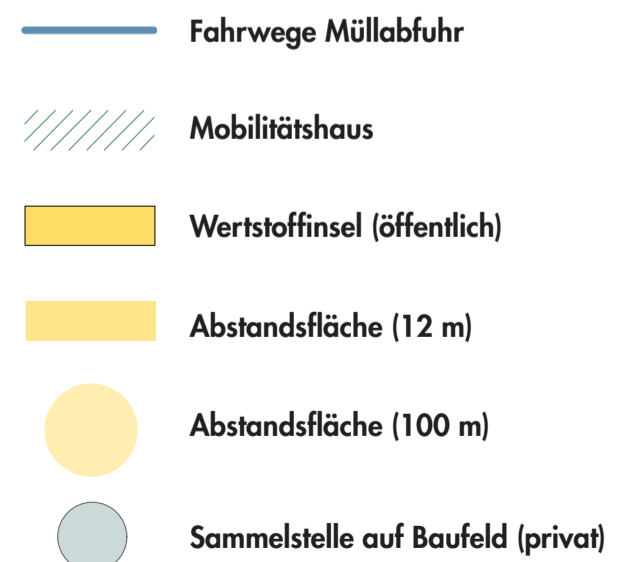 Fahrwege Müllabfuhr
Mobilitätshaus
Wertstoffinsel (öffentlich)
Abstandsfläche (12 m)
Abstandsfläche (100 m)
Sammelstelle auf Baufeld (privat)